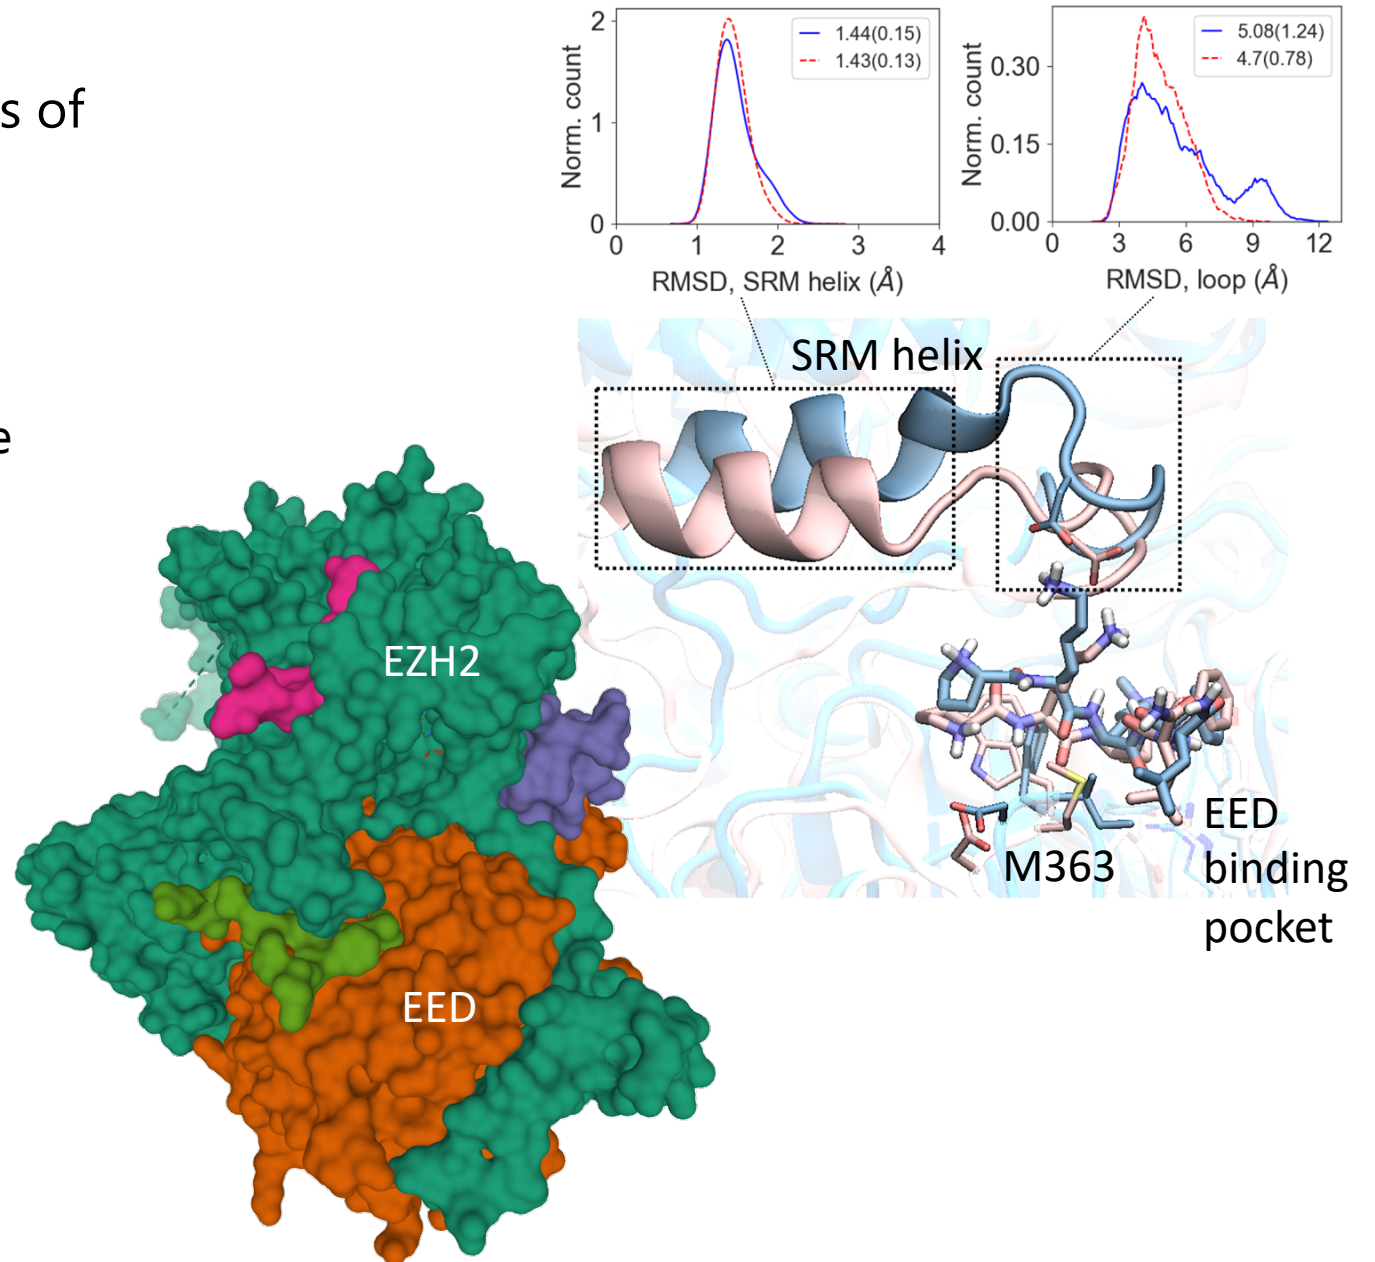 s of
e
2
1
0
Norm. count
1.44(0.15)
1.43(0.13)
0 1 2 3 4
RMSD, SRM helix (Å)
0.30
0.15
0.00
Norm. count
5.08(1.24)
4.7(0.78)
0 3 6 9 12
RMSD, loop (Å)
SRM helix
EZH2
EED
M363
EED
binding
pocket